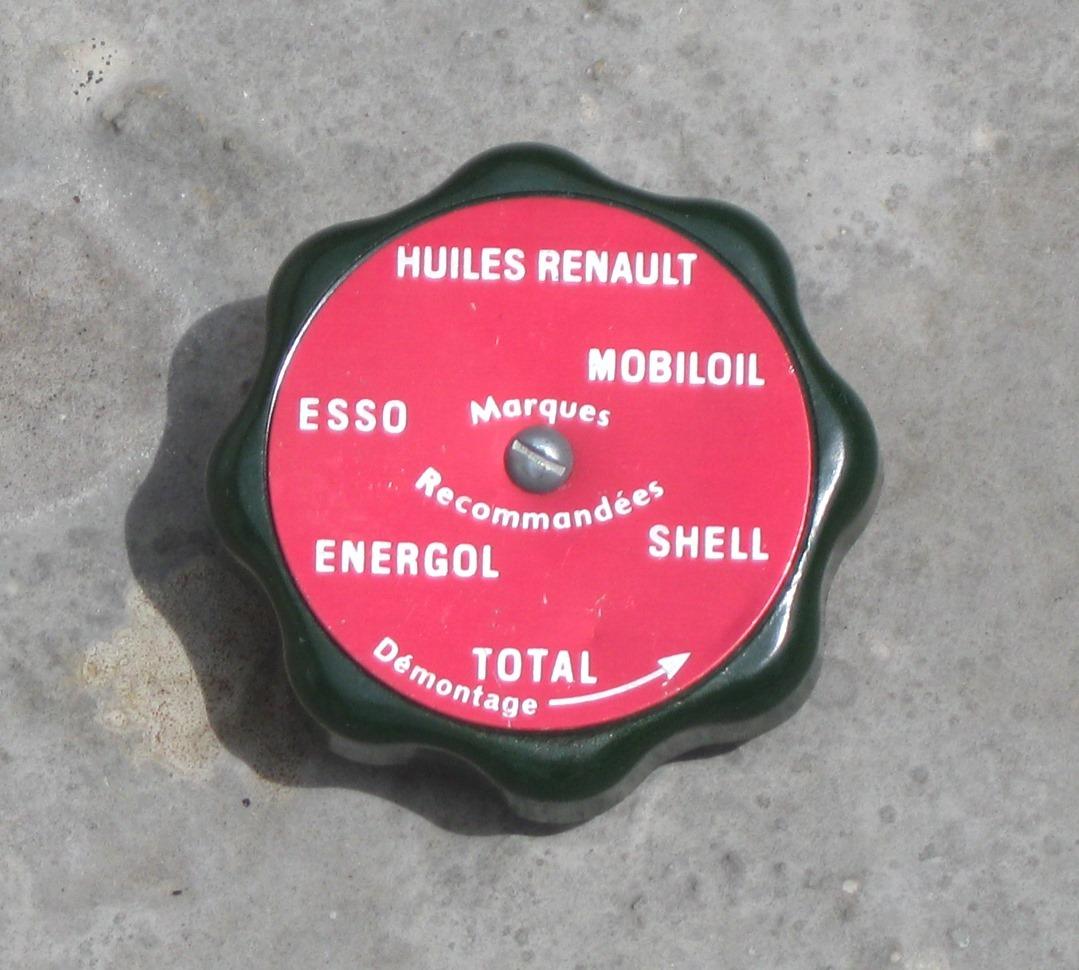 HUILES RENAULT
MOBILOIL
ESSO
Marques
Recommandées
ENERGOL
SHELL
TOTAL
Démontage